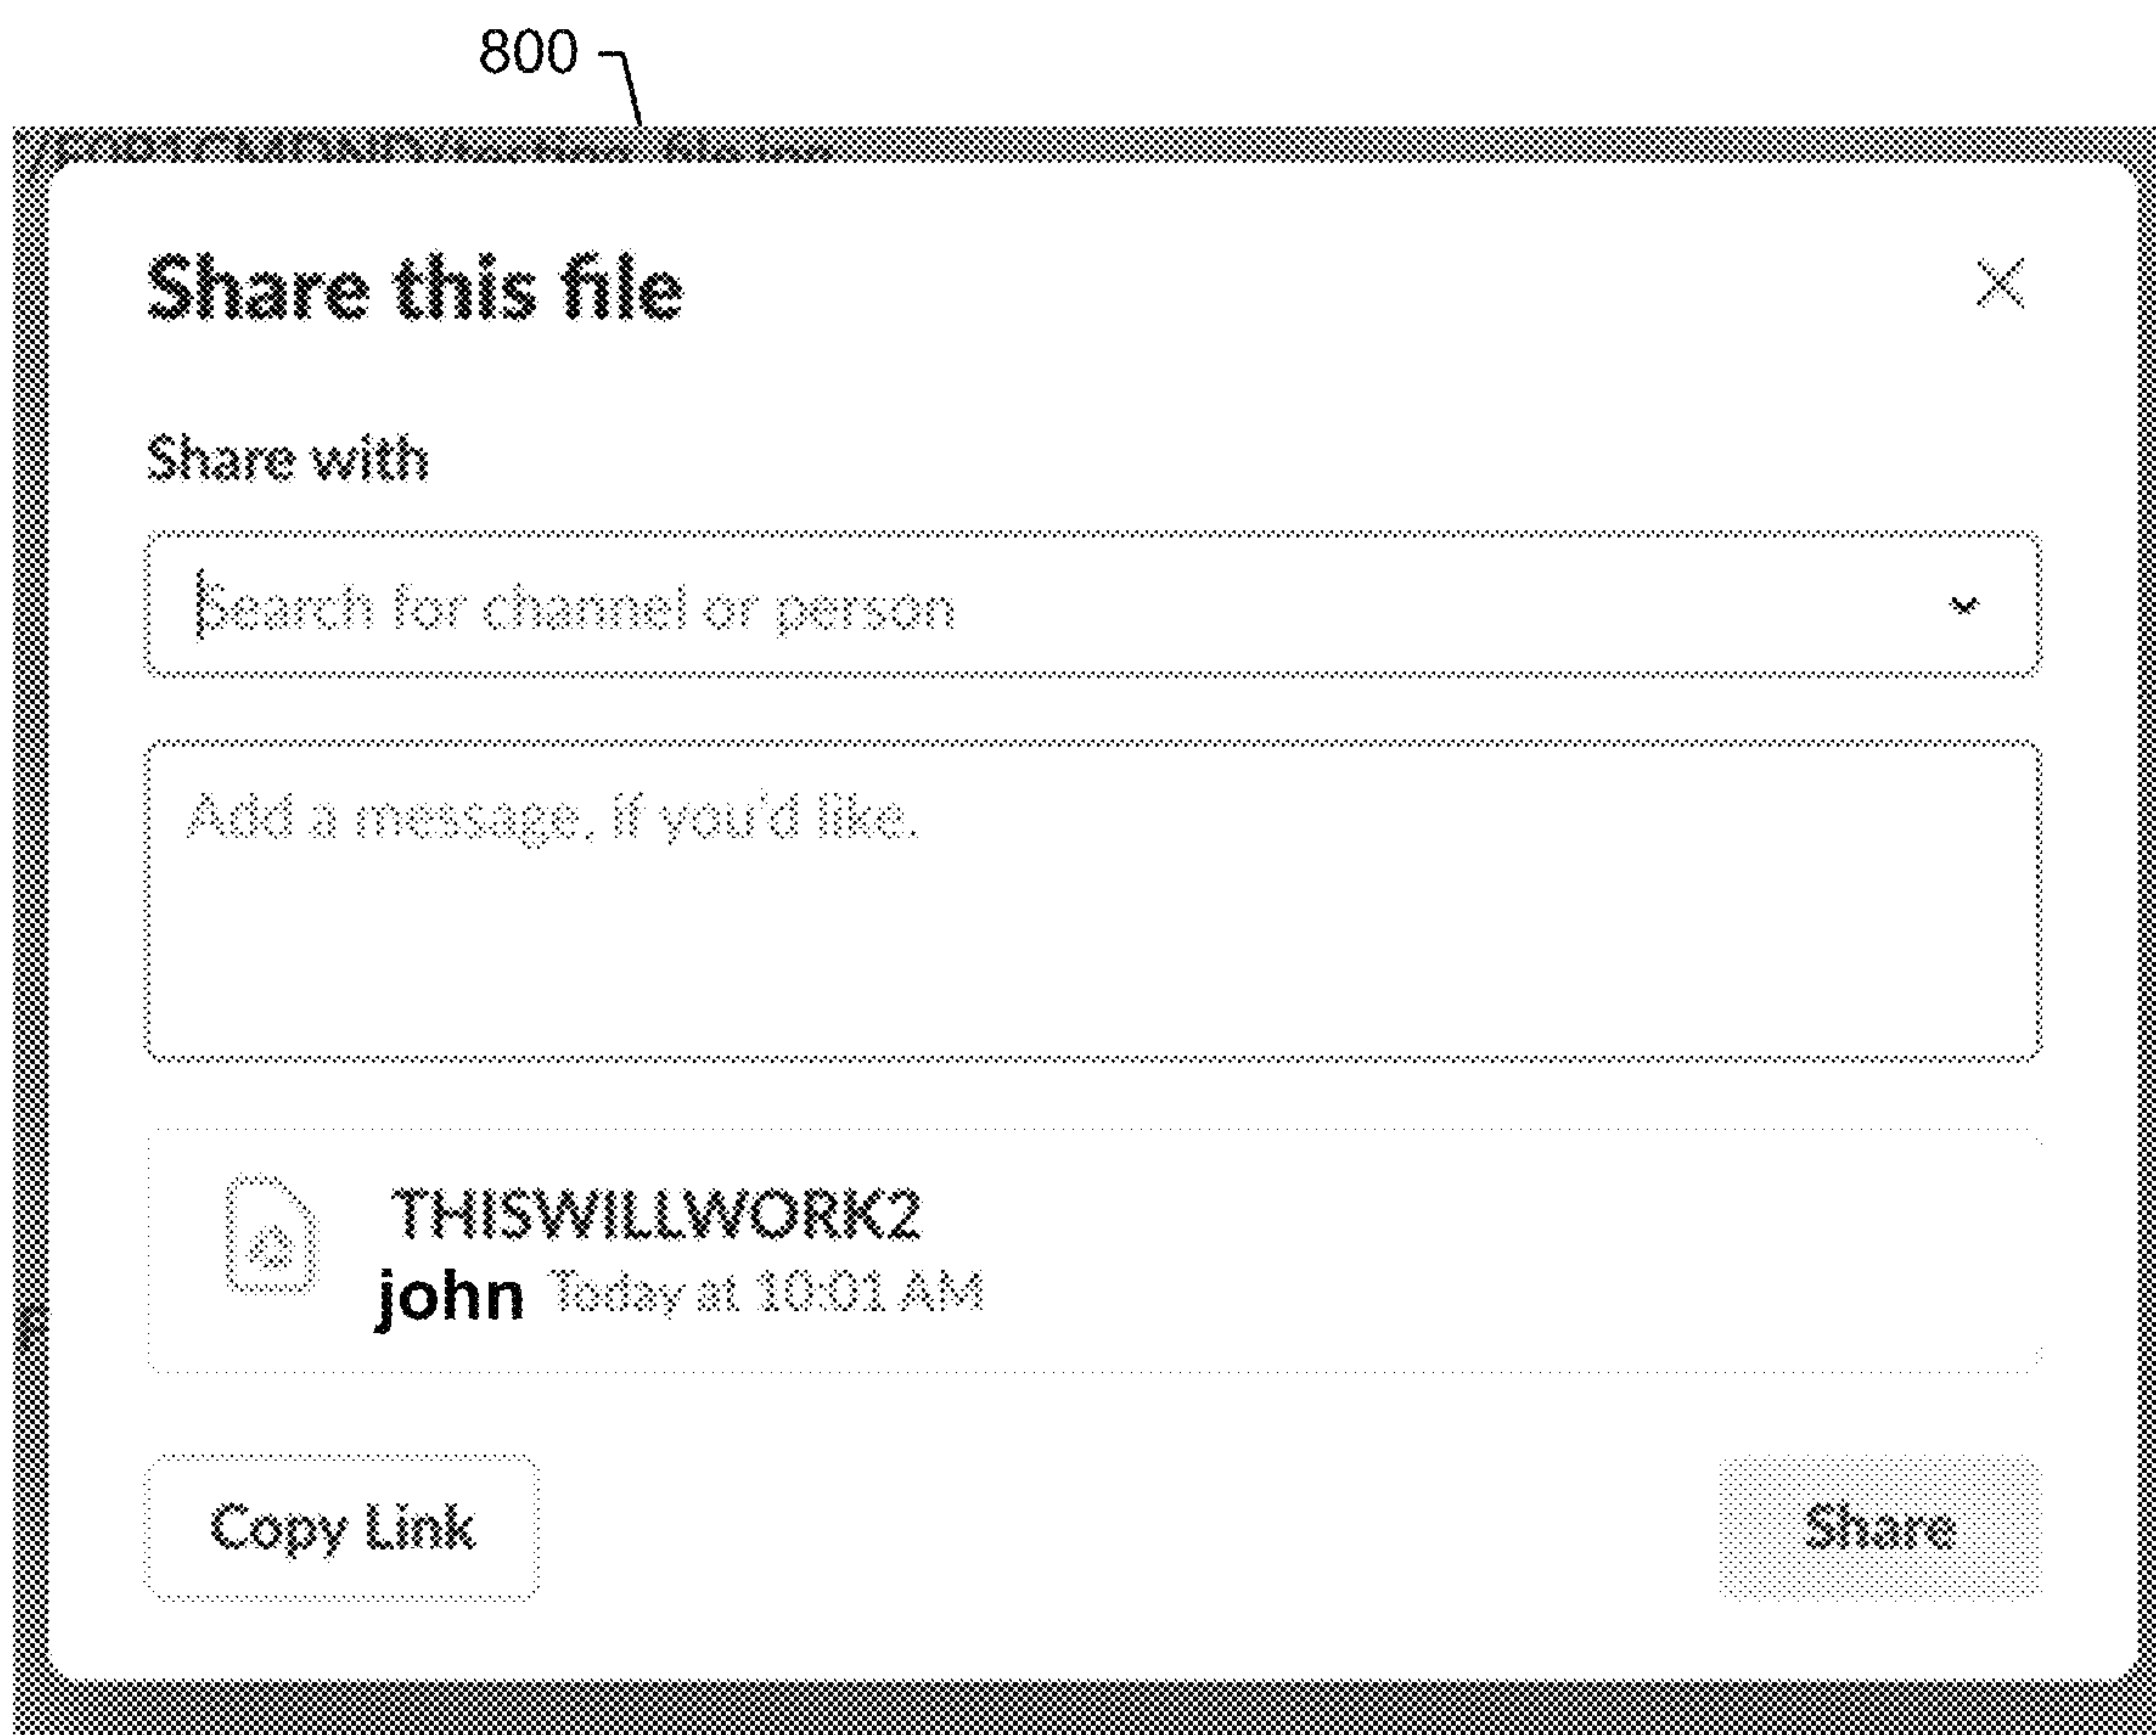 800
Share this file
Share with
Search for channel or person
Add a message, if you'd like.
THISWILLWORK2
john Today at 10:01 AM
Copy Link
Share